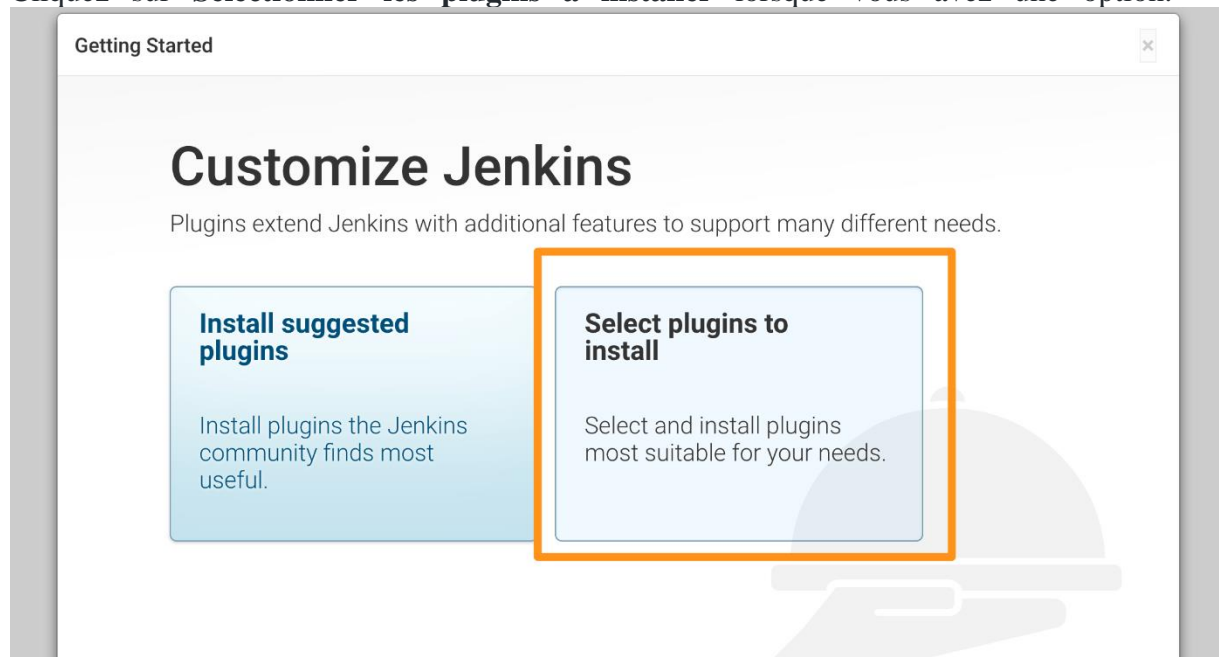 Cliquez sur Sélectionner les plugins à installer lorsque vous avez une option.
Getting Started
×
Customize Jenkins
Plugins extend Jenkins with additional features to support many different needs.
Install suggested
plugins
Install plugins the Jenkins
community finds most
useful.
Select plugins to
install
Select and install plugins
most suitable for your needs.